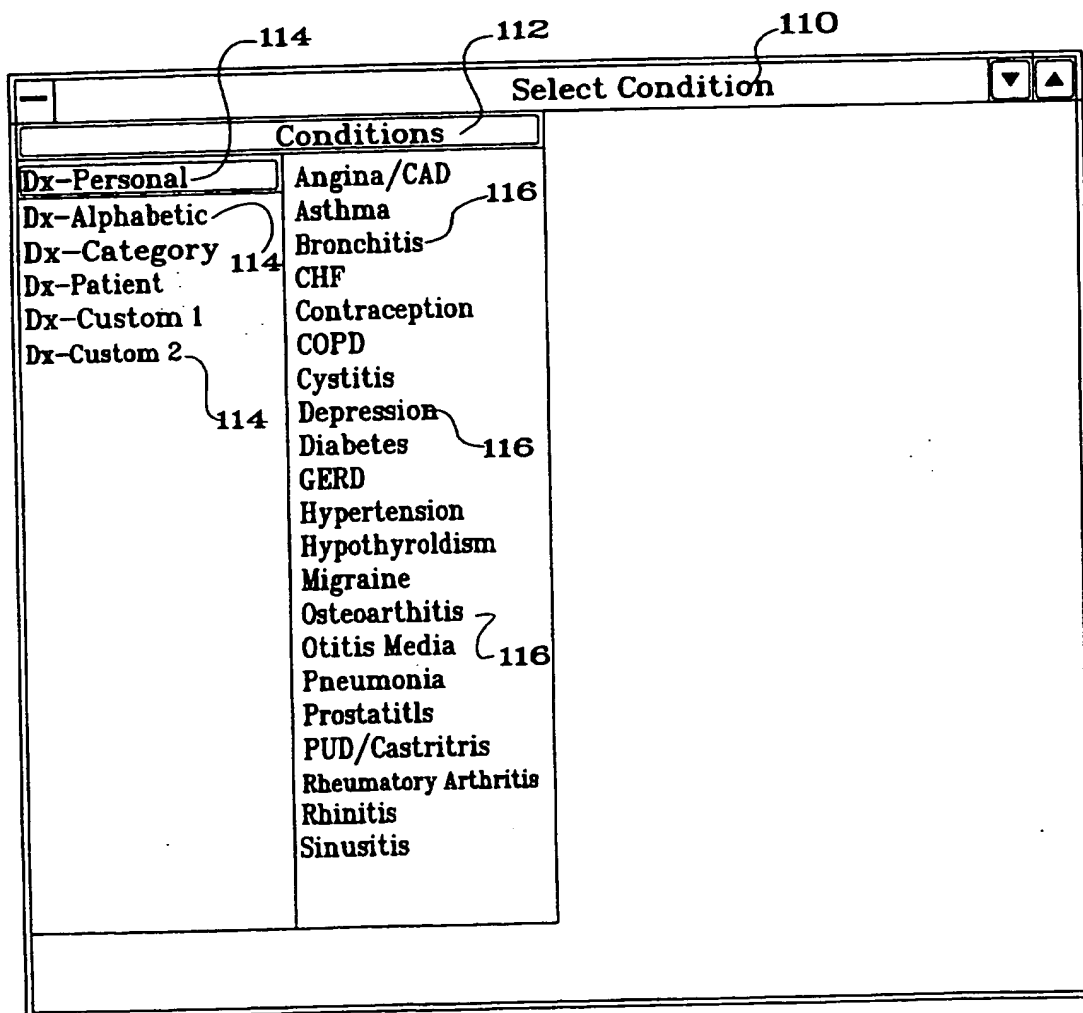 114 112 110
Select Condition
Conditions
Dx-Personal
Dx-Alphabetic
Dx-Category
Dx-Patient
Dx-Custom 1
Dx-Custom 2
114
114
Angina/CAD
Asthma
Bronchitis
CHF
Contraception
COPD
Cystitis
Depression
Diabetes
GERD
Hypertension
Hypothyroldism
Migraine
Osteoarthitis
Otitis Media
Pneumonia
Prostatitls
PUD/Castritris
Rheumatory Arthritis
Rhinitis
Sinusitis
116
116
116